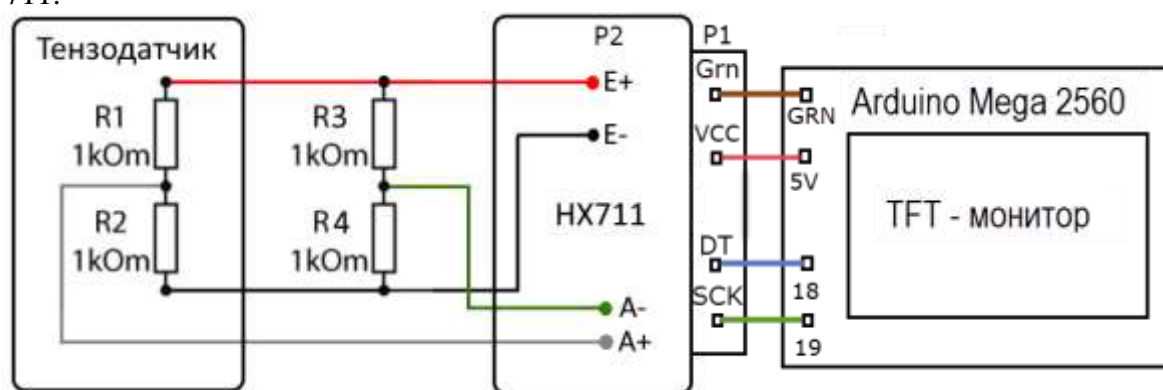 711.
Тензодатчик
R1
1kOm
R2
1kOm
R3
1kOm
R4
1kOm
P2
E+
E-
HX711
A-
A+
P1
Grn
VCC
DT
SCK
GRN
5V
18
19
Arduino Mega 2560
TFT - монитор